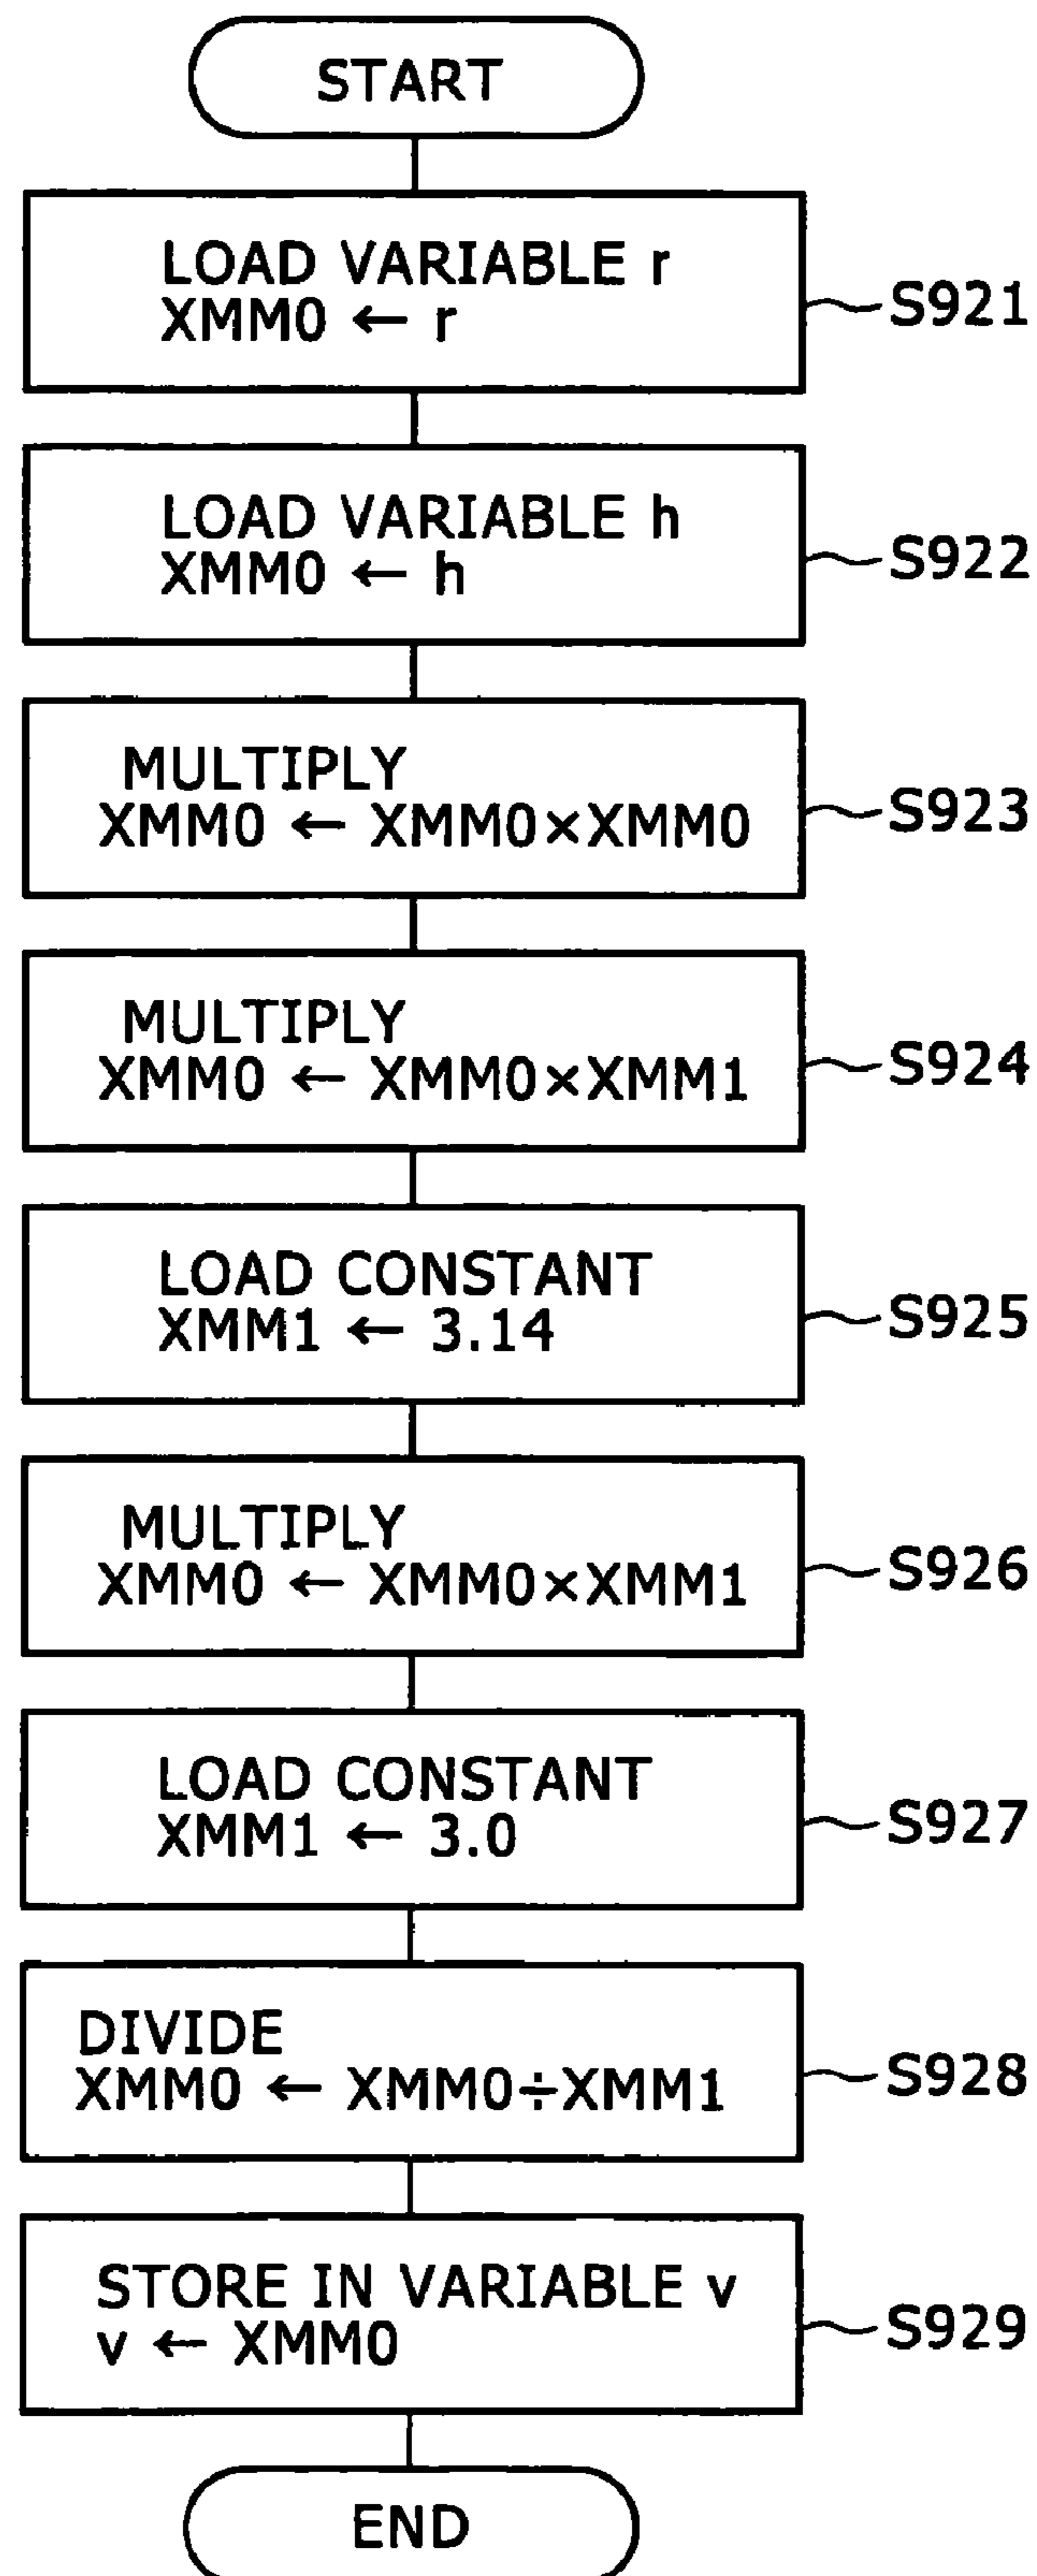 START
LOAD VARIABLE r
XMM0 ← r
S921
LOAD VARIABLE h
XMM0 ← h
S922
MULTIPLY
XMM0 ← XMM0×XMM0
S923
MULTIPLY
XMM0 ← XMM0×XMM1
S924
LOAD CONSTANT
XMM1 ← 3.14
S925
MULTIPLY
XMM0 ← XMM0×XMM1
S926
LOAD CONSTANT
XMM1 ← 3.0
S927
DIVIDE
XMM0 ← XMM0÷XMM1
S928
STORE IN VARIABLE v
v ← XMM0
S929
END